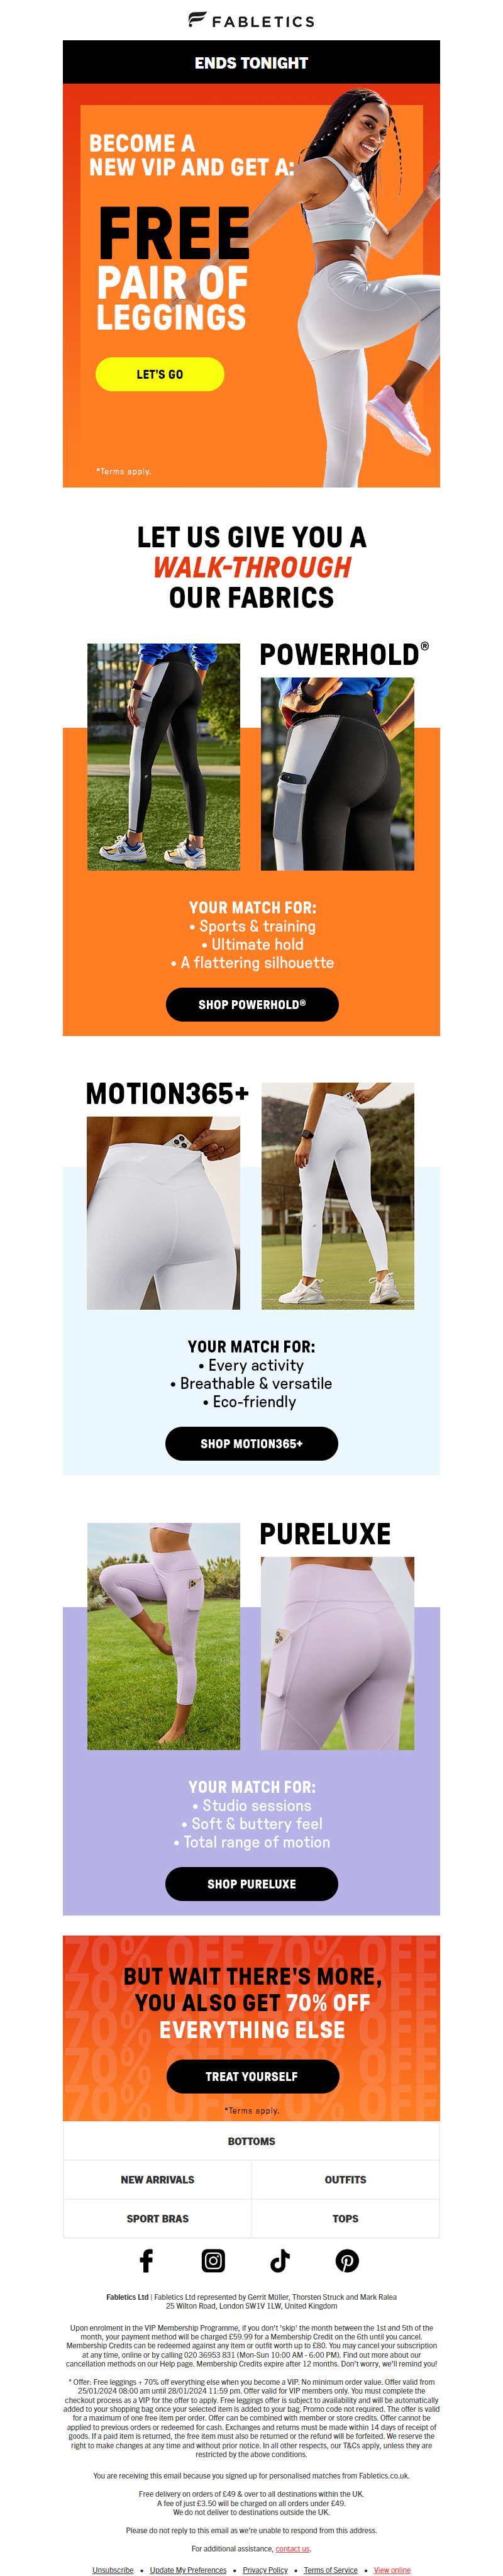 FABLETICS
ENDS TONIGHT
BECOME A
NEW VIP AND GET A:
FREE
PAIR OF
LEGGINGS
LET'S GO
*Terms apply.
LET US GIVE YOU A
WALK-THROUGH
OUR FABRICS
POWERHOLD®
YOUR MATCH FOR:
• Sports & training
• Ultimate hold
• A flattering silhouette
SHOP POWERHOLD®
MOTION365+
YOUR MATCH FOR:
• Every activity
• Breathable & versatile
• Eco-friendly
SHOP MOTION365+
PURELUXE
YOUR MATCH FOR:
• Studio sessions
• Soft & buttery feel
• Total range of motion
SHOP PURELUXE
70% OFF 70% OFF
BUT WAIT THERE'S MORE,
YOU ALSO GET 70% OFF
EVERYTHING ELSE
TREAT YOURSELF
*Terms apply.
BOTTOMS
NEW ARRIVALS
OUTFITS
SPORT BRAS
TOPS
Fabletics Ltd | Fabletics Ltd represented by Gerrit Müller, Thorsten Struck and Mark Ralea
25 Wilton Road, London SW1V 1LW, United Kingdom
Upon enrolment in the VIP Membership Programme, if you don't 'skip' the month between the 1st and 5th of the
month, your payment method will be charged £59.99 for a Membership Credit on the 6th until you cancel.
Membership Credits can be redeemed against any item or outfit worth up to £80. You may cancel your subscription
at any time, online or by calling 020 36953 831 (Mon-Sun 10:00 AM - 6:00 PM). Find out more about our
cancellation methods on our Help page. Membership Credits expire after 12 months. Don't worry, we'll remind you!
* Offer: Free leggings + 70% off everything else when you become a VIP. No minimum order value. Offer valid from
25/01/2024 08:00 am until 28/01/2024 11:59 pm. Offer valid for VIP members only. You must complete the
checkout process as a VIP for the offer to apply. Free leggings offer is subject to availability and will be automatically
added to your shopping bag once your selected item is added to your bag. Promo code not required. The offer is valid
for a maximum of one free item per order. Offer can be combined with member or store credits. Offer cannot be
applied to previous orders or redeemed for cash. Exchanges and returns must be made within 14 days of receipt of
goods. If a paid item is returned, the free item must also be returned or the refund will be forfeited. We reserve the
right to make changes at any time and without prior notice. In all other respects, our T&Cs apply, unless they are
restricted by the above conditions.
You are receiving this email because you signed up for personalised matches from Fabletics.co.uk.
Free delivery on orders of £49 & over to all destinations within the UK.
A fee of just £3.50 will be charged on all orders under £49.
We do not deliver to destinations outside the UK.
Please do not reply to this email as we're unable to respond from this address.
For additional assistance, contact us.
Unsubscribe • Update My Preferences • Privacy Policy • Terms of Service • View online